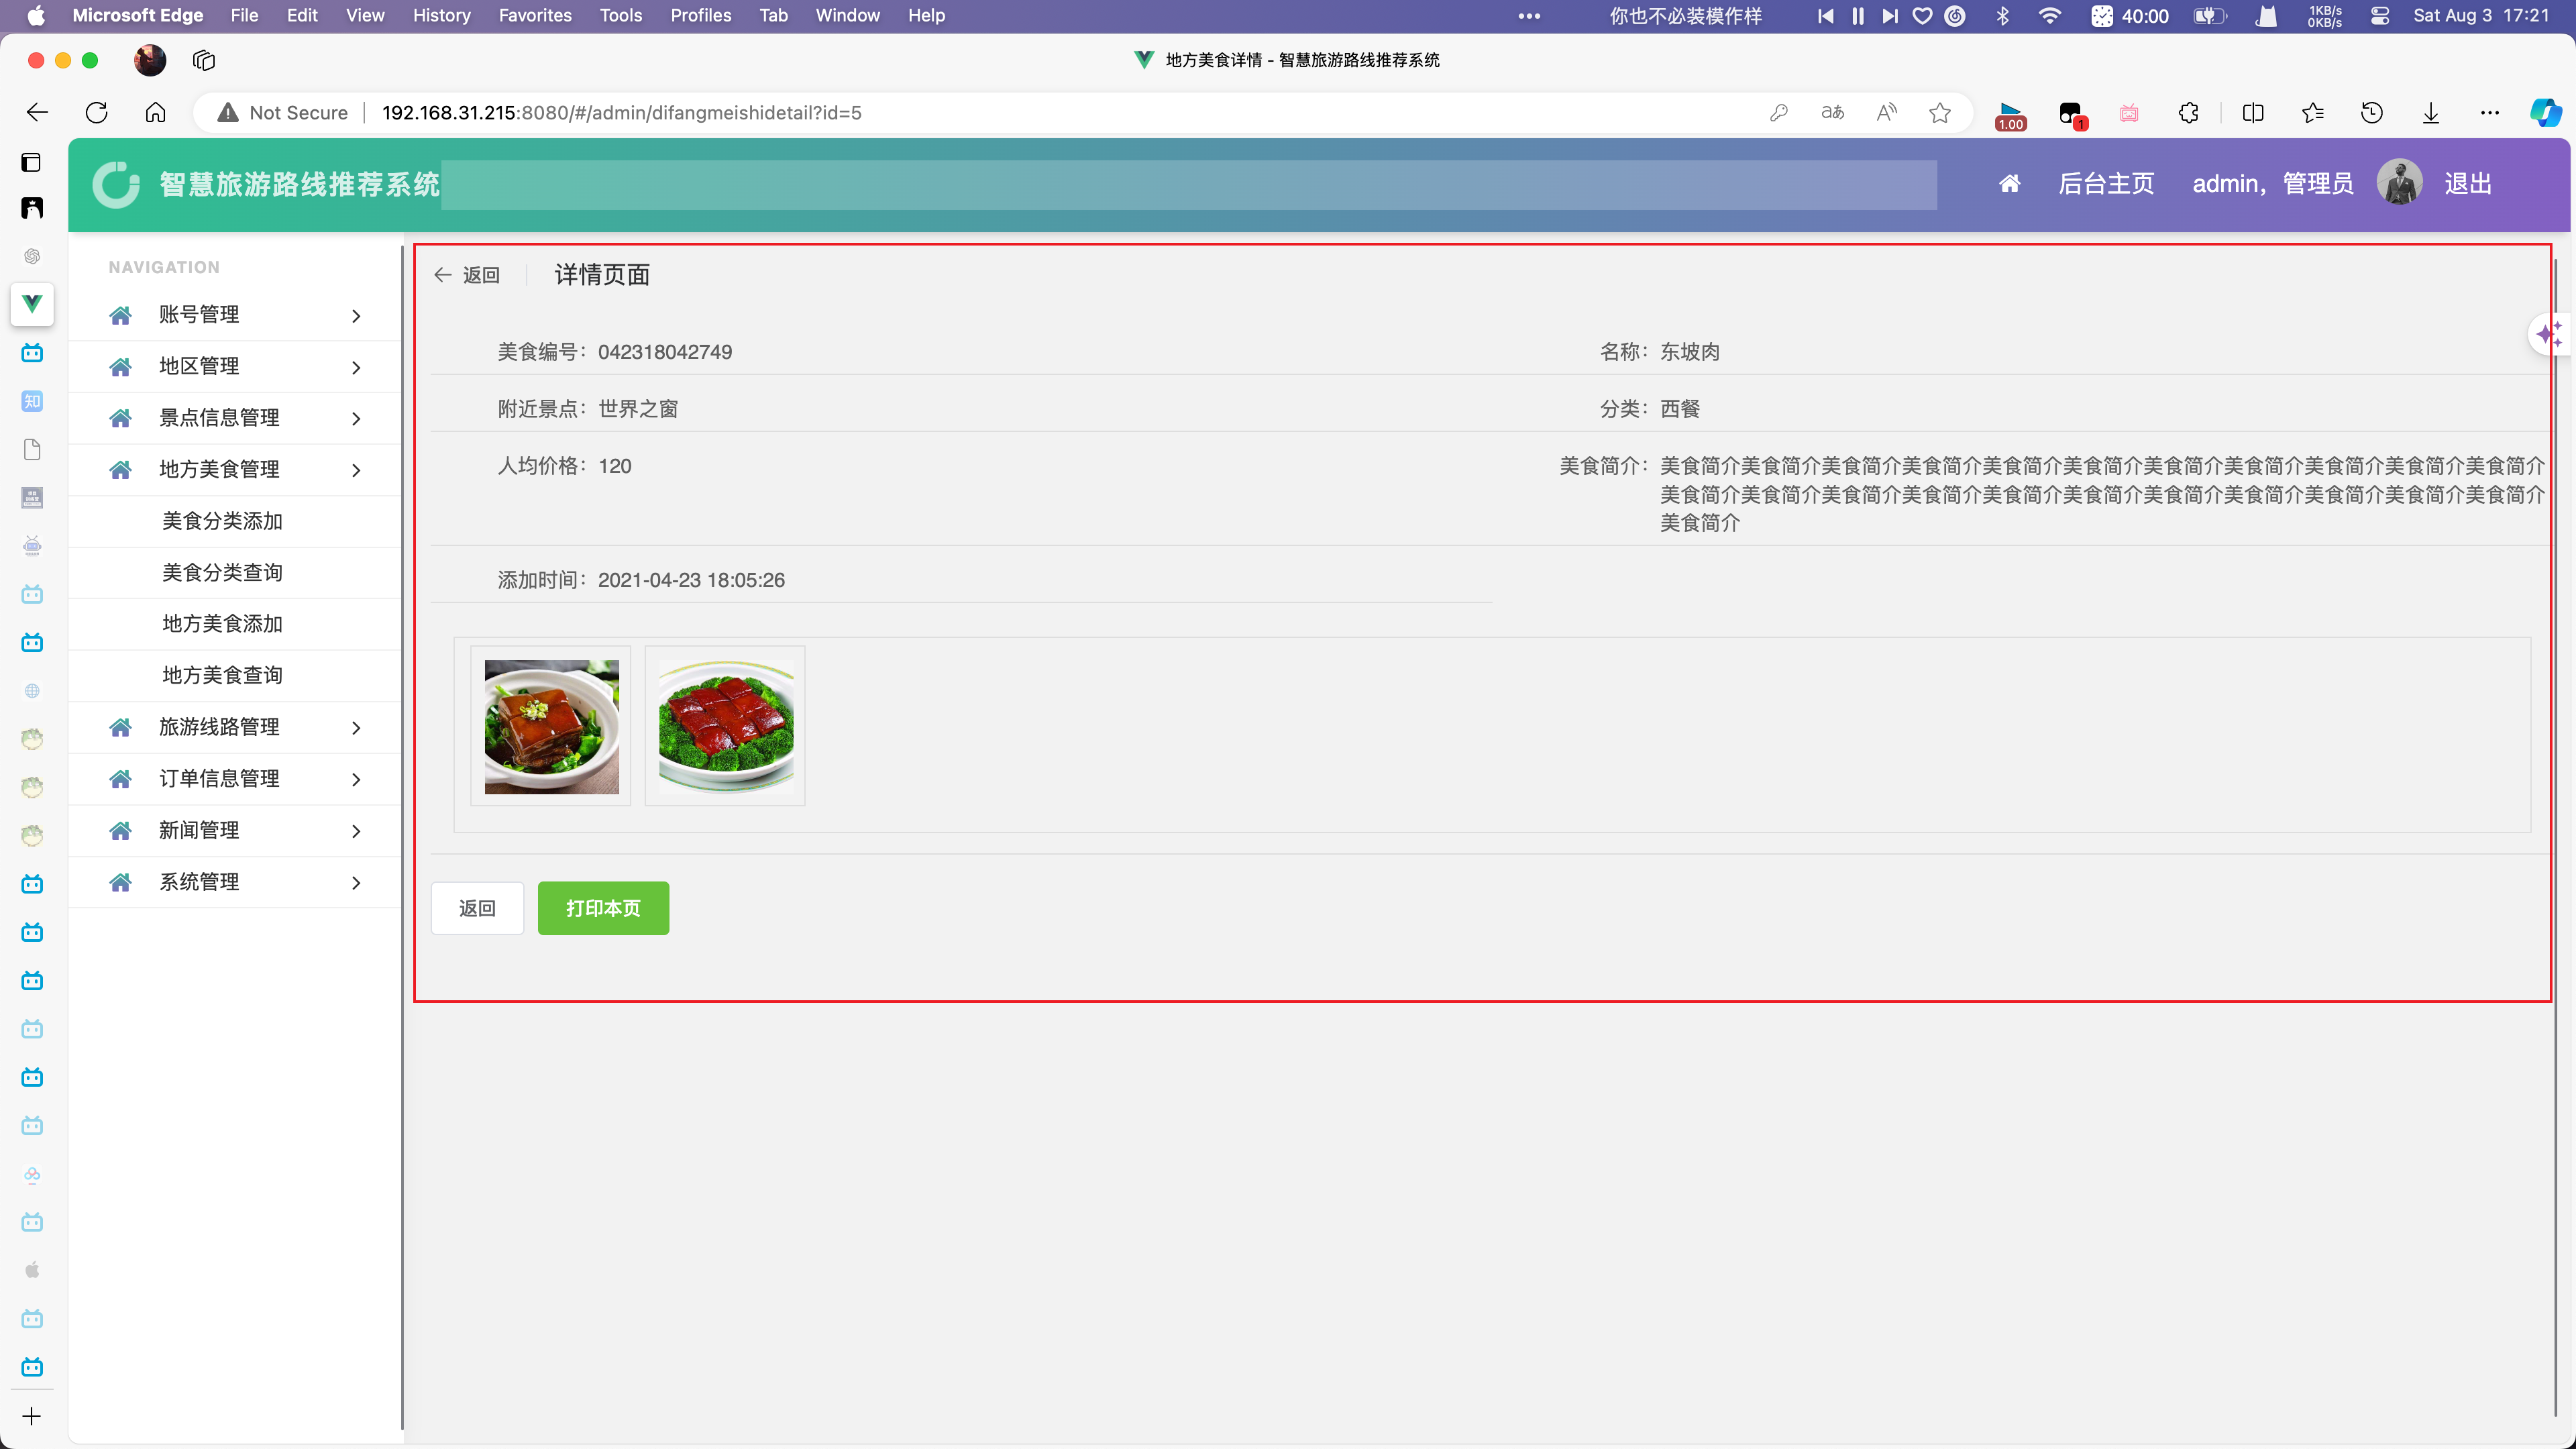 Microsoft Edge File Edit View History Favorites Tools Profiles Tab Window Help
你也不必装模作样 40:00 1KB/s 0KB/s Sat Aug 3 17:21
地方美食详情 - 智慧旅游路线推荐系统
Not Secure 192.168.31.215:8080/#/admin/difangmeishidetail?id=5
1.00 1
智慧旅游路线推荐系统 后台主页 admin，管理员 退出
NAVIGATION
账号管理
地区管理
景点信息管理
地方美食管理
美食分类添加
美食分类查询
地方美食添加
地方美食查询
旅游线路管理
订单信息管理
新闻管理
系统管理
知
返回 详情页面
美食编号：042318042749
名称：东坡肉
附近景点：世界之窗
分类：西餐
人均价格：120
美食简介：美食简介美食简介美食简介美食简介美食简介美食简介美食简介美食简介美食简介美食简介美食简介
美食简介美食简介美食简介美食简介美食简介美食简介美食简介美食简介美食简介美食简介美食简介
美食简介
添加时间：2021-04-23 18:05:26
返回 打印本页